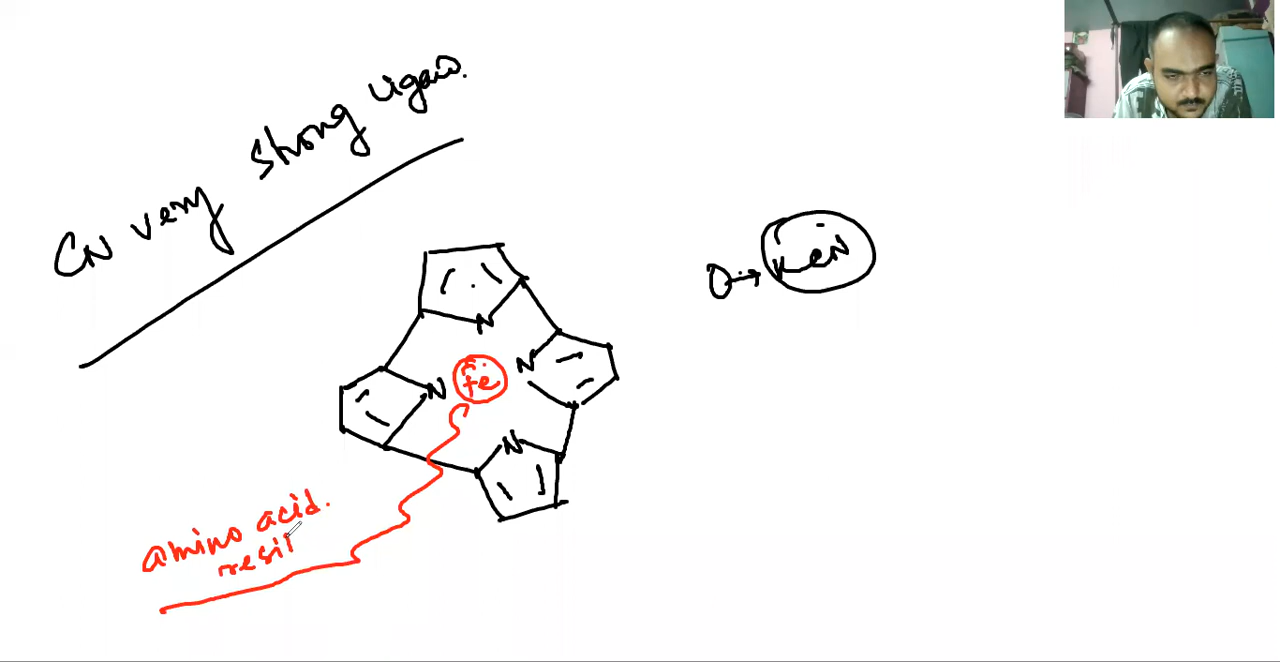 CN very strong ligand.
N
N
fe
N
N
KCN
amino acid.
resi